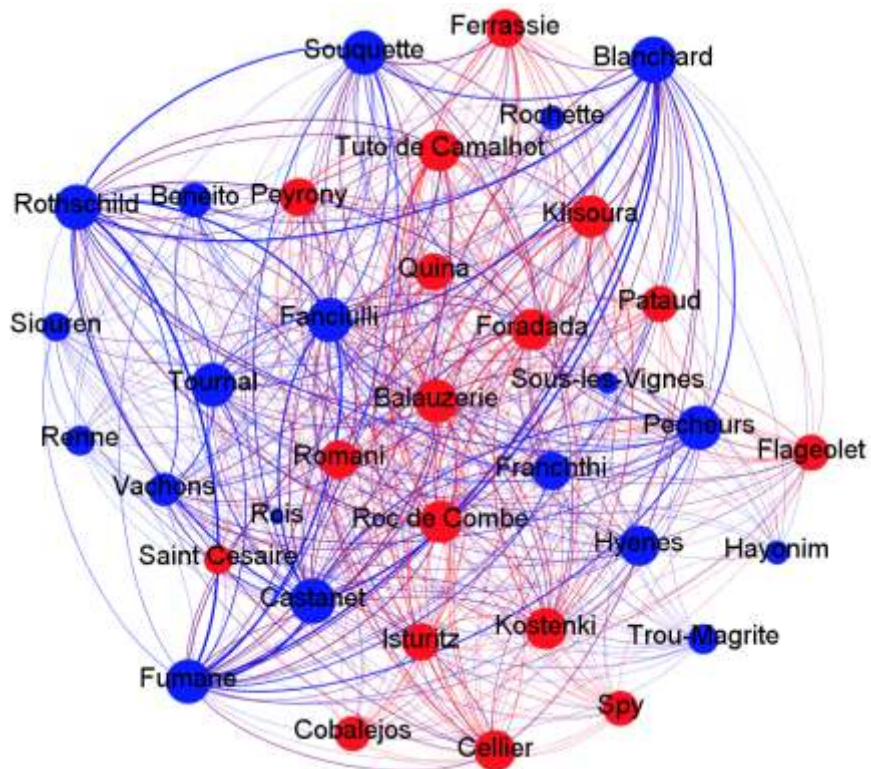 Ferrassie
Souquette
Blanchard
Rochette
Tuto de Camalhot
Rothschild
Beneito
Peyrony
Klisoura
Quina
Pataud
Siouren
Fanciulli
Foradada
Tournal
Balauzerie
Sous-les-Vignes
Renne
Pecheurs
Vachons
Romani
Franchthi
Flageolet
Rois
Roc de Combe
Saint Cesaire
Hyenes
Hayonim
Castanet
Isturitz
Kostenki
Trou-Magrite
Fumane
Cobalejos
Cellier
Spy